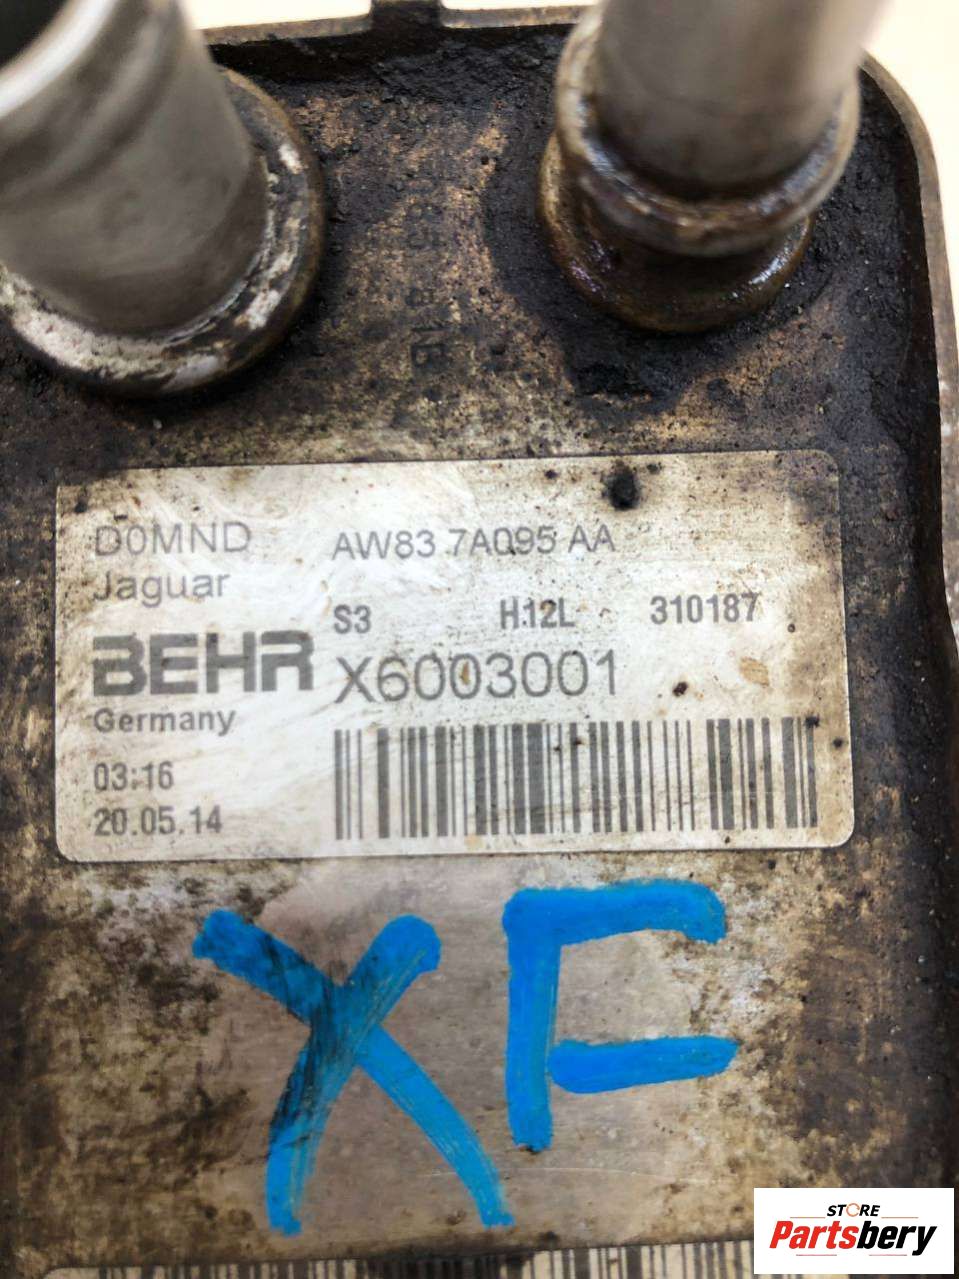 D0MND AW83 7A095 AA
Jaguar
S3 H.12L 310187
BEHR X6003001
Germany
03:16
20.05.14
XF
STORE
Partsbery